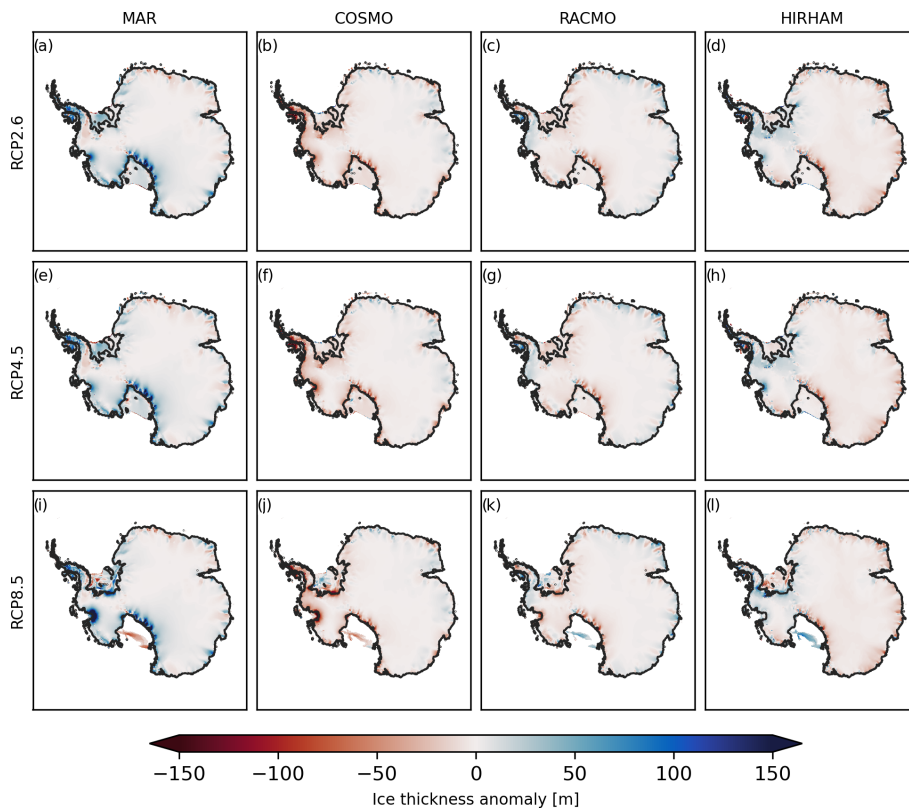 MAR COSMO RACMO HIRHAM
(a) (b) (c) (d)
RCP2.6
(e) (f) (g) (h)
RCP4.5
(i) (j) (k) (l)
RCP8.5
−150 −100 −50 0 50 100 150
Ice thickness anomaly [m]